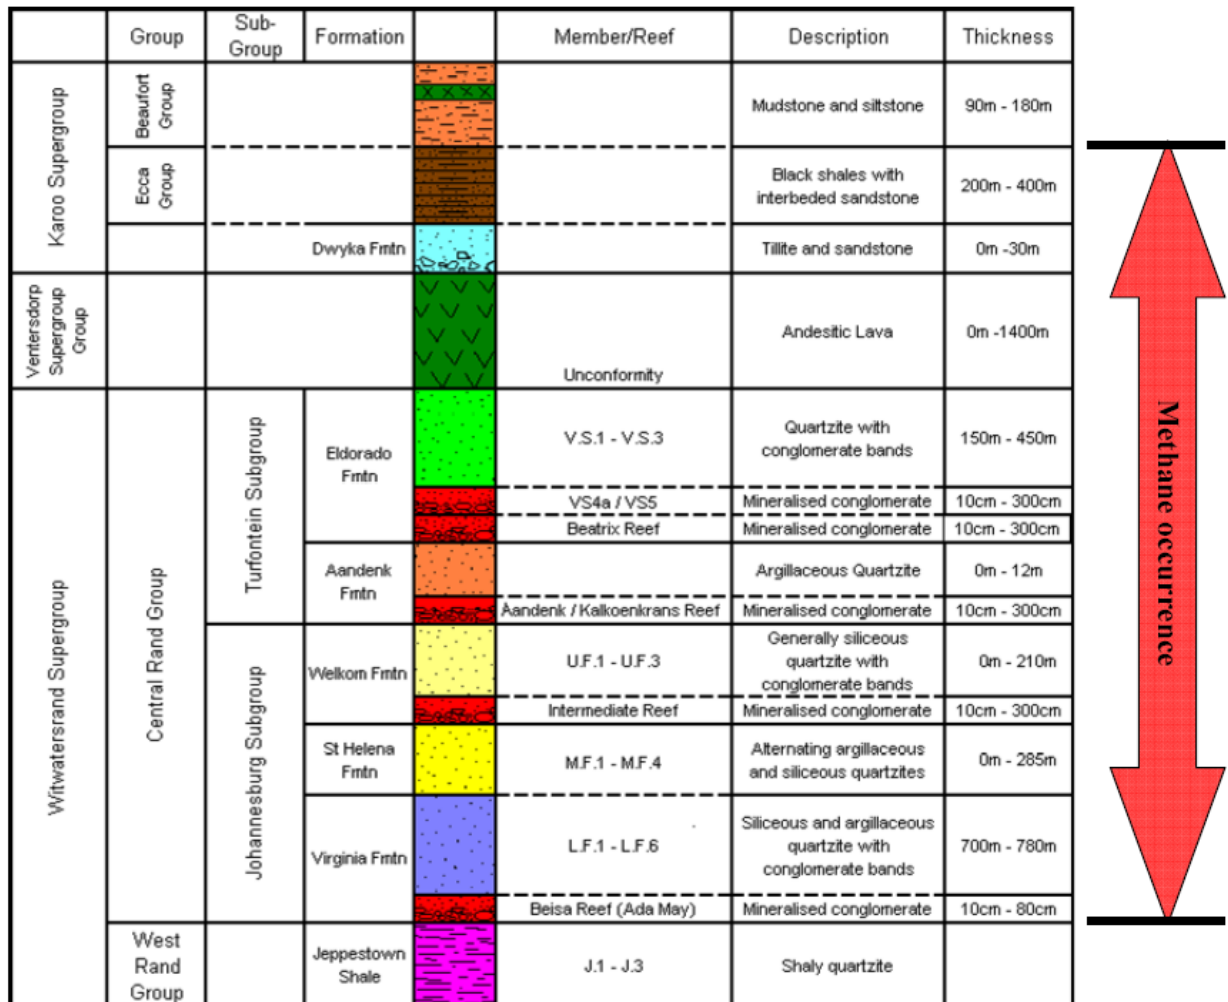 Group
Sub-
Group
Formation
Member/Reef
Description
Thickness
Karoo Supergroup
Beaufort
Group
Mudstone and siltstone
90m - 180m
Ecca
Group
Black shales with
interbeded sandstone
200m - 400m
Dwyka Fmtn
Tillite and sandstone
0m -30m
Ventersdorp
Supergroup
Group
Unconformity
Andesitic Lava
0m -1400m
Witwatersrand Supergroup
Central Rand Group
Turfontein Subgroup
Eldorado
Fmtn
V.S.1 - V.S.3
Quartzite with
conglomerate bands
150m - 450m
VS4a / VS5
Mineralised conglomerate
10cm - 300cm
Beatrix Reef
Mineralised conglomerate
10cm - 300cm
Aandenk
Fmtn
Argillaceous Quartzite
0m - 12m
Aandenk / Kalkoenkrans Reef
Mineralised conglomerate
10cm - 300cm
Johannesburg Subgroup
Welkom Fmtn
U.F.1 - U.F.3
Generally siliceous
quartzite with
conglomerate bands
0m - 210m
Intermediate Reef
Mineralised conglomerate
10cm - 300cm
St Helena
Fmtn
M.F.1 - M.F.4
Alternating argillaceous
and siliceous quartzites
0m - 285m
Virginia Fmtn
L.F.1 - L.F.6
Siliceous and argillaceous
quartzite with
conglomerate bands
700m - 780m
Beisa Reef (Ada May)
Mineralised conglomerate
10cm - 80cm
West
Rand
Group
Jeppestown
Shale
J.1 - J.3
Shaly quartzite
Methane occurrence